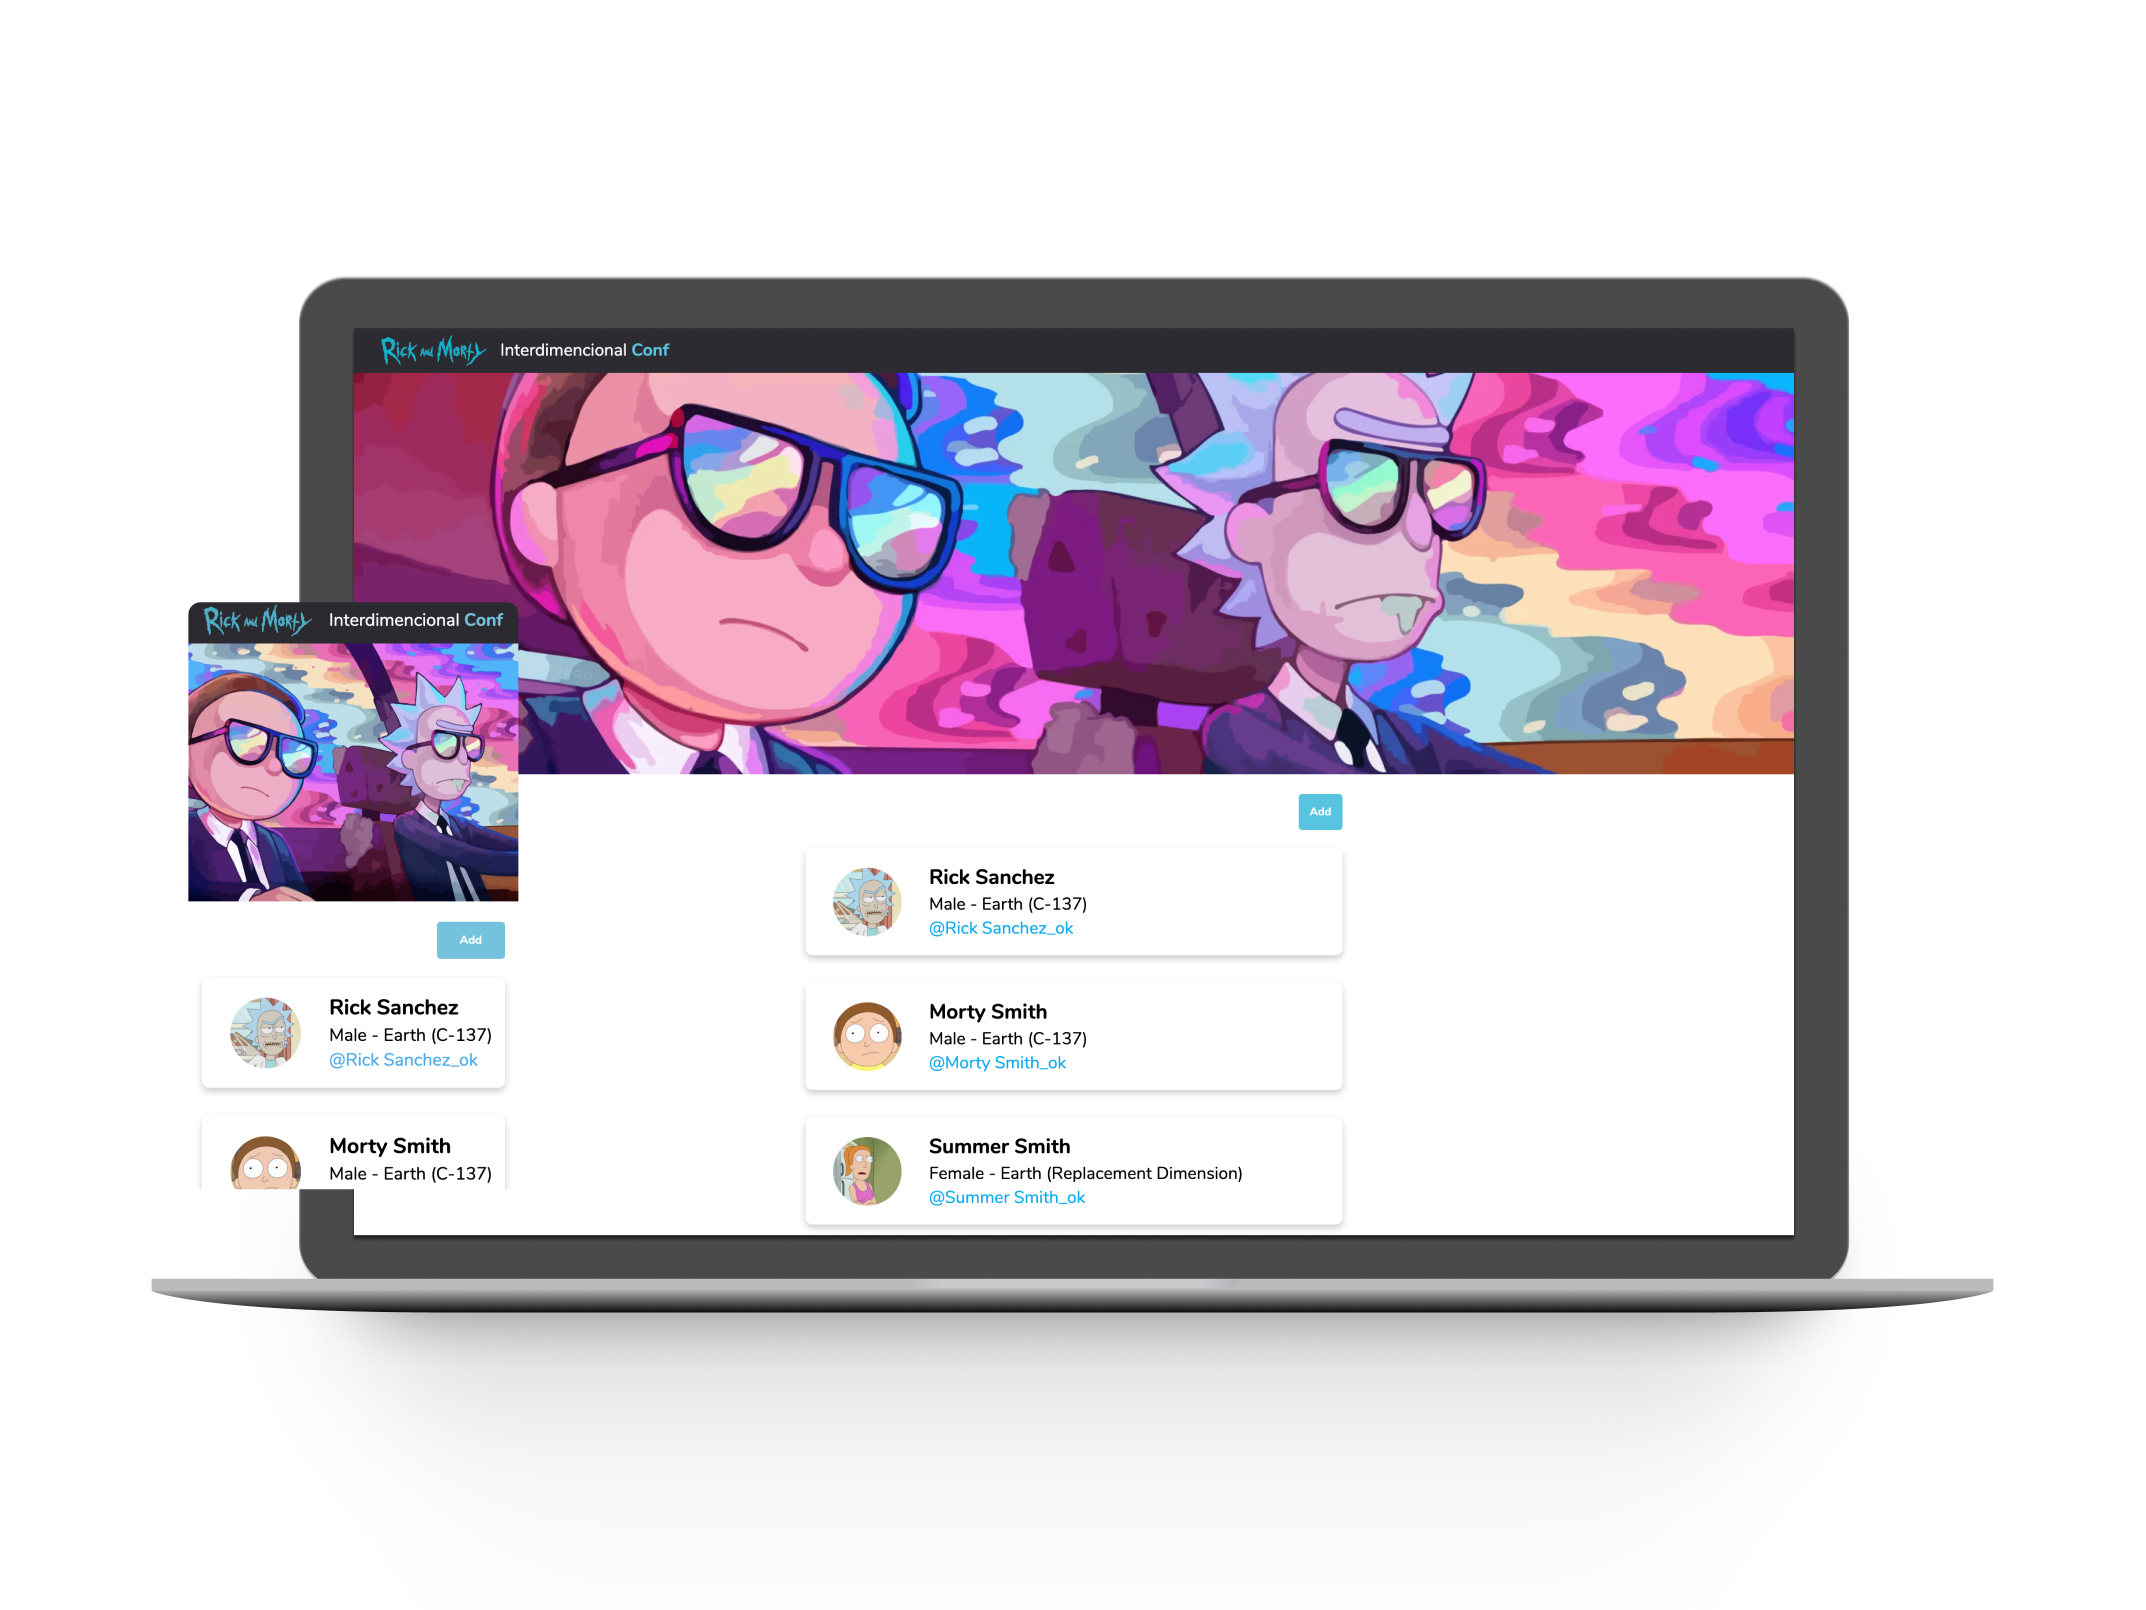 Rick and Morty Interdimencional Conf
Add
Rick Sanchez
Male - Earth (C-137)
@Rick Sanchez_ok
Morty Smith
Male - Earth (C-137)
@Morty Smith_ok
Summer Smith
Female - Earth (Replacement Dimension)
@Summer Smith_ok
Rick and Morty Interdimencional Conf
Add
Rick Sanchez
Male - Earth (C-137)
@Rick Sanchez_ok
Morty Smith
Male - Earth (C-137)